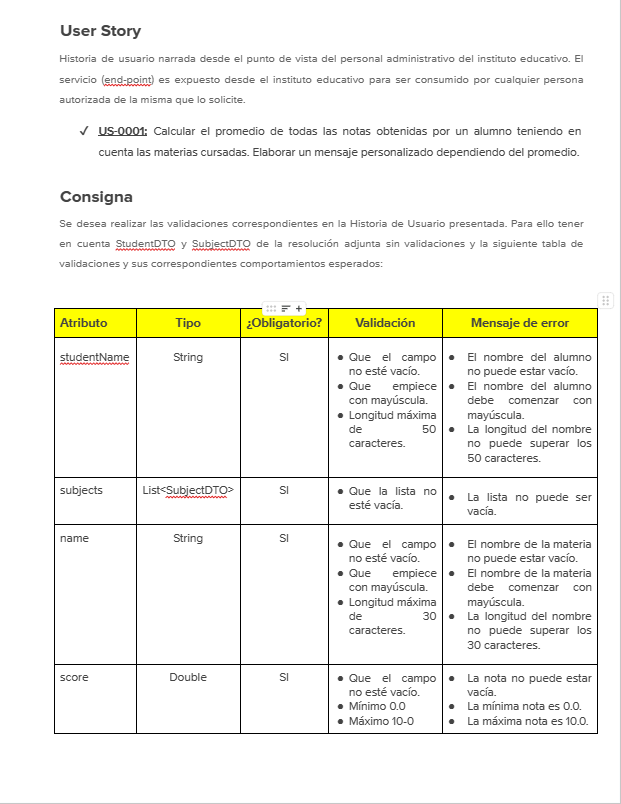 User Story
Historia de usuario narrada desde el punto de vista del personal administrativo del instituto educativo. El
servicio (end-point) es expuesto desde el instituto educativo para ser consumido por cualquier persona
autorizada de la misma que lo solicite.
✓ US-0001: Calcular el promedio de todas las notas obtenidas por un alumno teniendo en
cuenta las materias cursadas. Elaborar un mensaje personalizado dependiendo del promedio.
Consigna
Se desea realizar las validaciones correspondientes en la Historia de Usuario presentada. Para ello tener
en cuenta StudentDTO y SubjectDTO de la resolución adjunta sin validaciones y la siguiente tabla de
validaciones y sus correspondientes comportamientos esperados:
Atributo
Tipo
¿Obligatorio?
Validación
Mensaje de error
studentName
String
SI
● Que el campo
no esté vacío.
● Que empiece
con mayúscula.
● Longitud máxima
de 50
caracteres.
● El nombre del alumno
no puede estar vacío.
● El nombre del alumno
debe comenzar con
mayúscula.
● La longitud del nombre
no puede superar los
50 caracteres.
subjects
List<SubjectDTO>
SI
● Que la lista no
esté vacía.
● La lista no puede ser
vacía.
name
String
SI
● Que el campo
no esté vacío.
● Que empiece
con mayúscula.
● Longitud máxima
de 30
caracteres.
● El nombre de la materia
no puede estar vacío.
● El nombre de la materia
debe comenzar con
mayúscula.
● La longitud del nombre
no puede superar los
30 caracteres.
score
Double
SI
● Que el campo
no esté vacío.
● Mínimo 0.0
● Máximo 10-0
● La nota no puede estar
vacía.
● La mínima nota es 0.0.
● La máxima nota es 10.0.